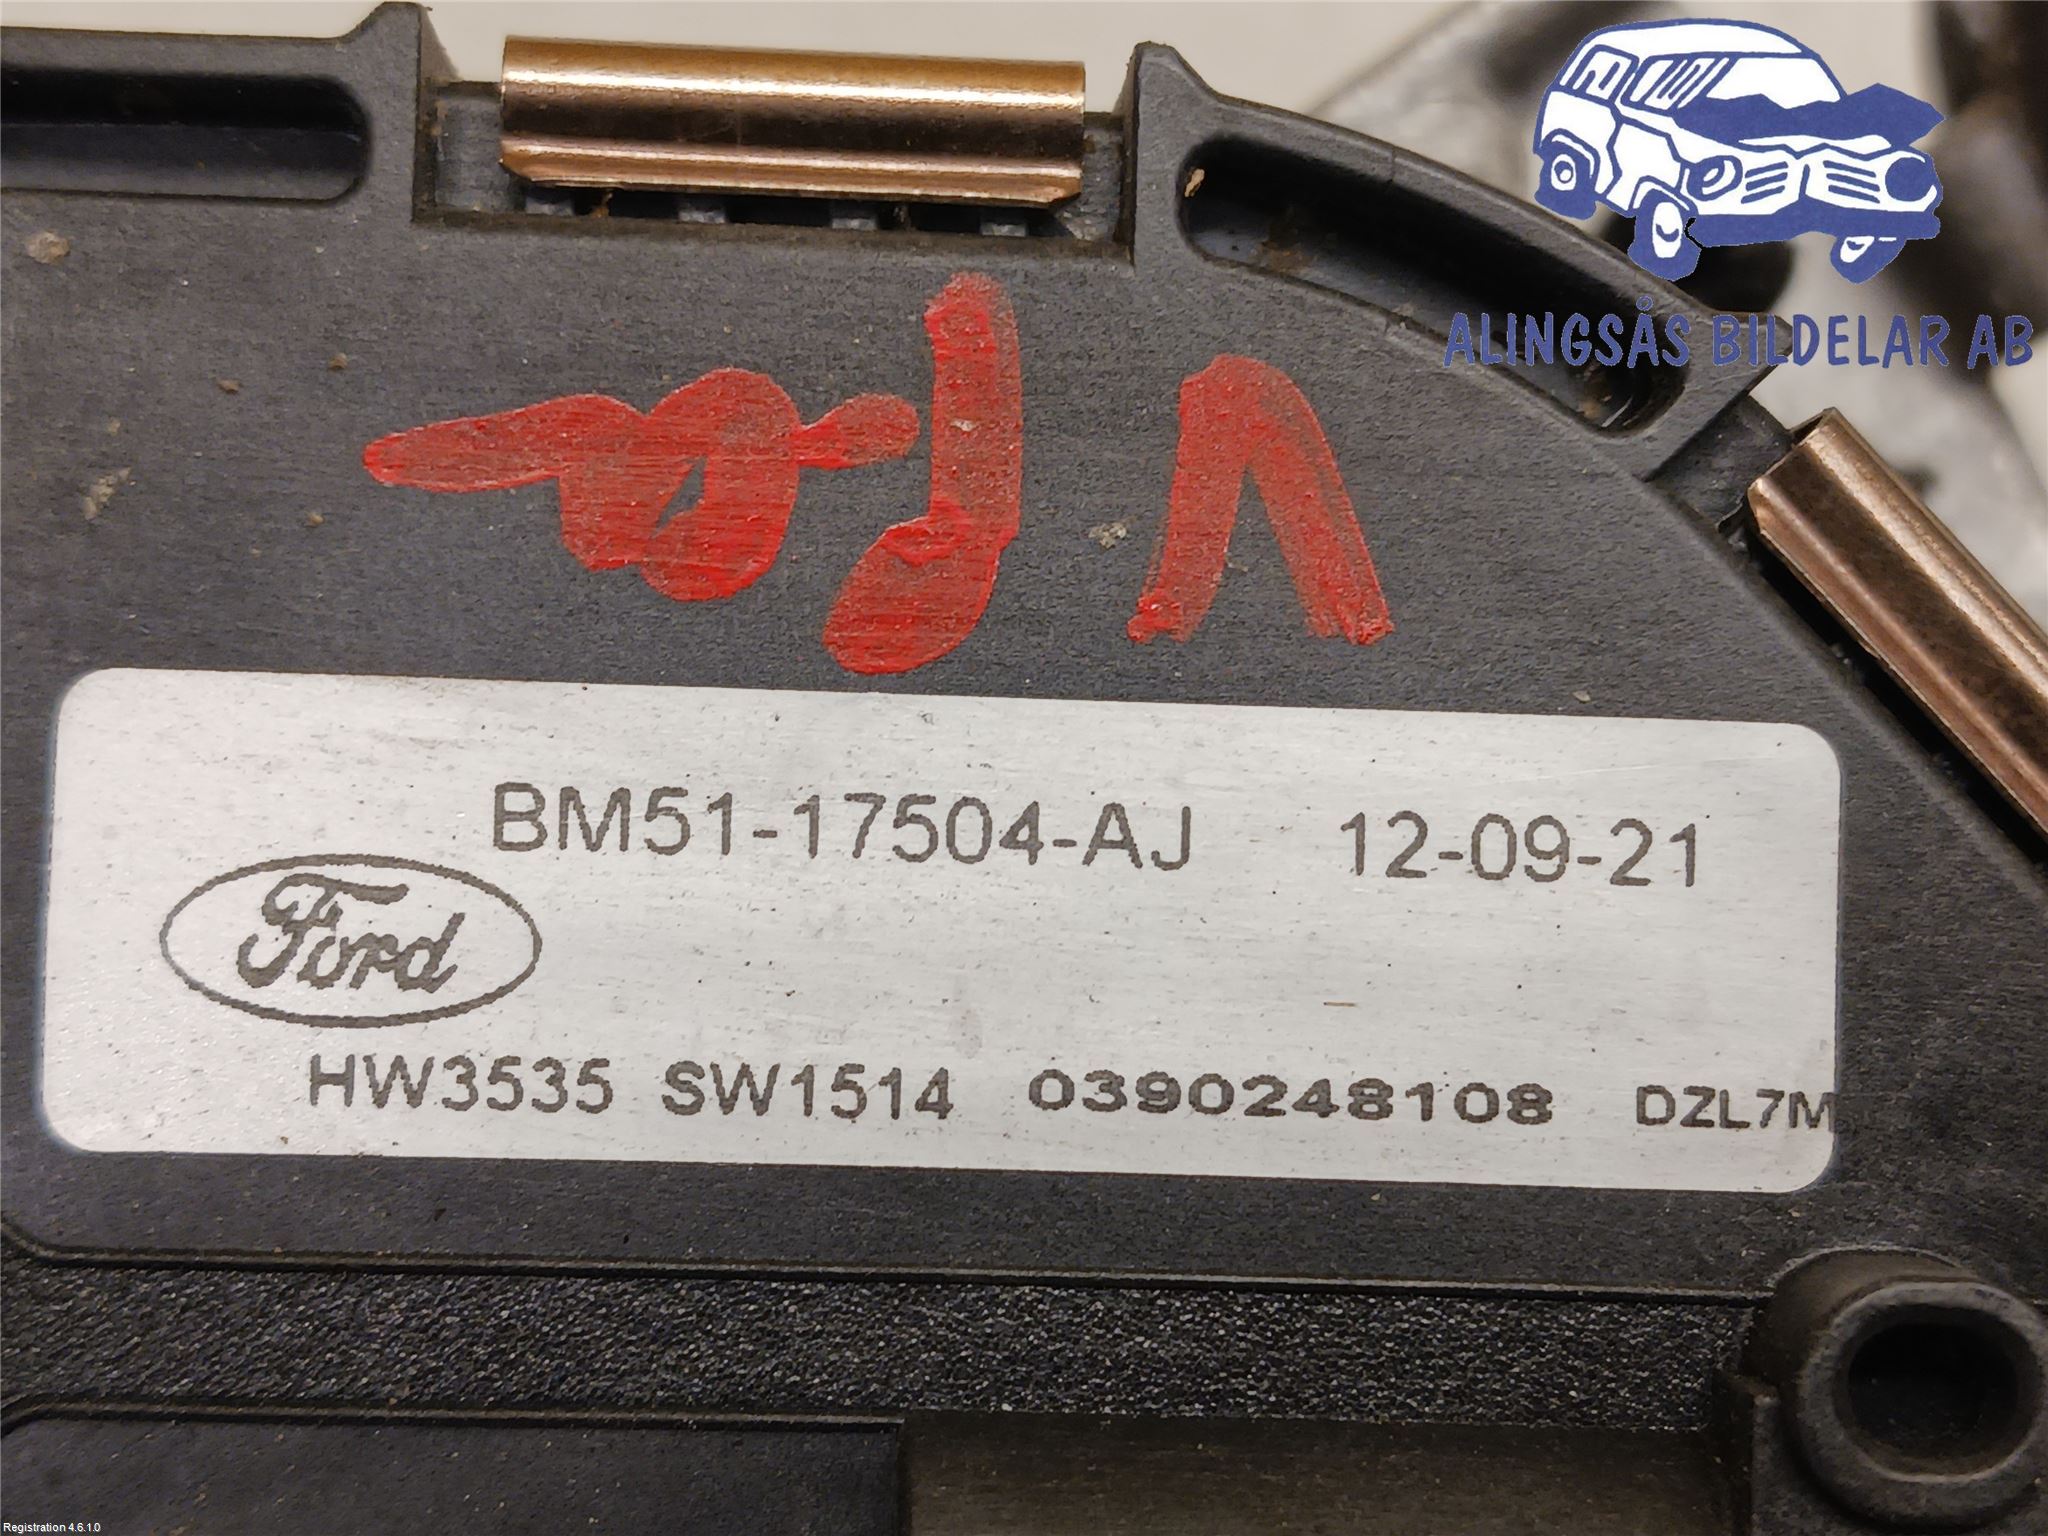 ALINGSÅS BILDELAR AB
BM51-17504-AJ 12-09-21
Ford
HW3535 SW1514 0390248108 DZL7M
Registration 4.6.1.0